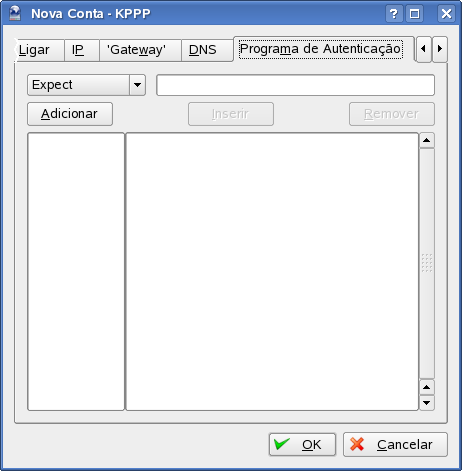 Nova Conta - KPPP
Ligar IP 'Gateway' DNS Programa de Autenticação
Expect
Adicionar Inserir Remover
OK Cancelar